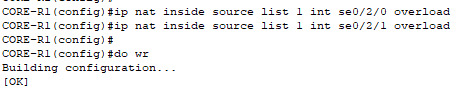 CORE-R1(config)#ip nat inside source list 1 int se0/2/0 overload
CORE-R1(config)#ip nat inside source list 1 int se0/2/1 overload
CORE-R1(config)#
CORE-R1(config)#do wr
Building configuration...
[OK]